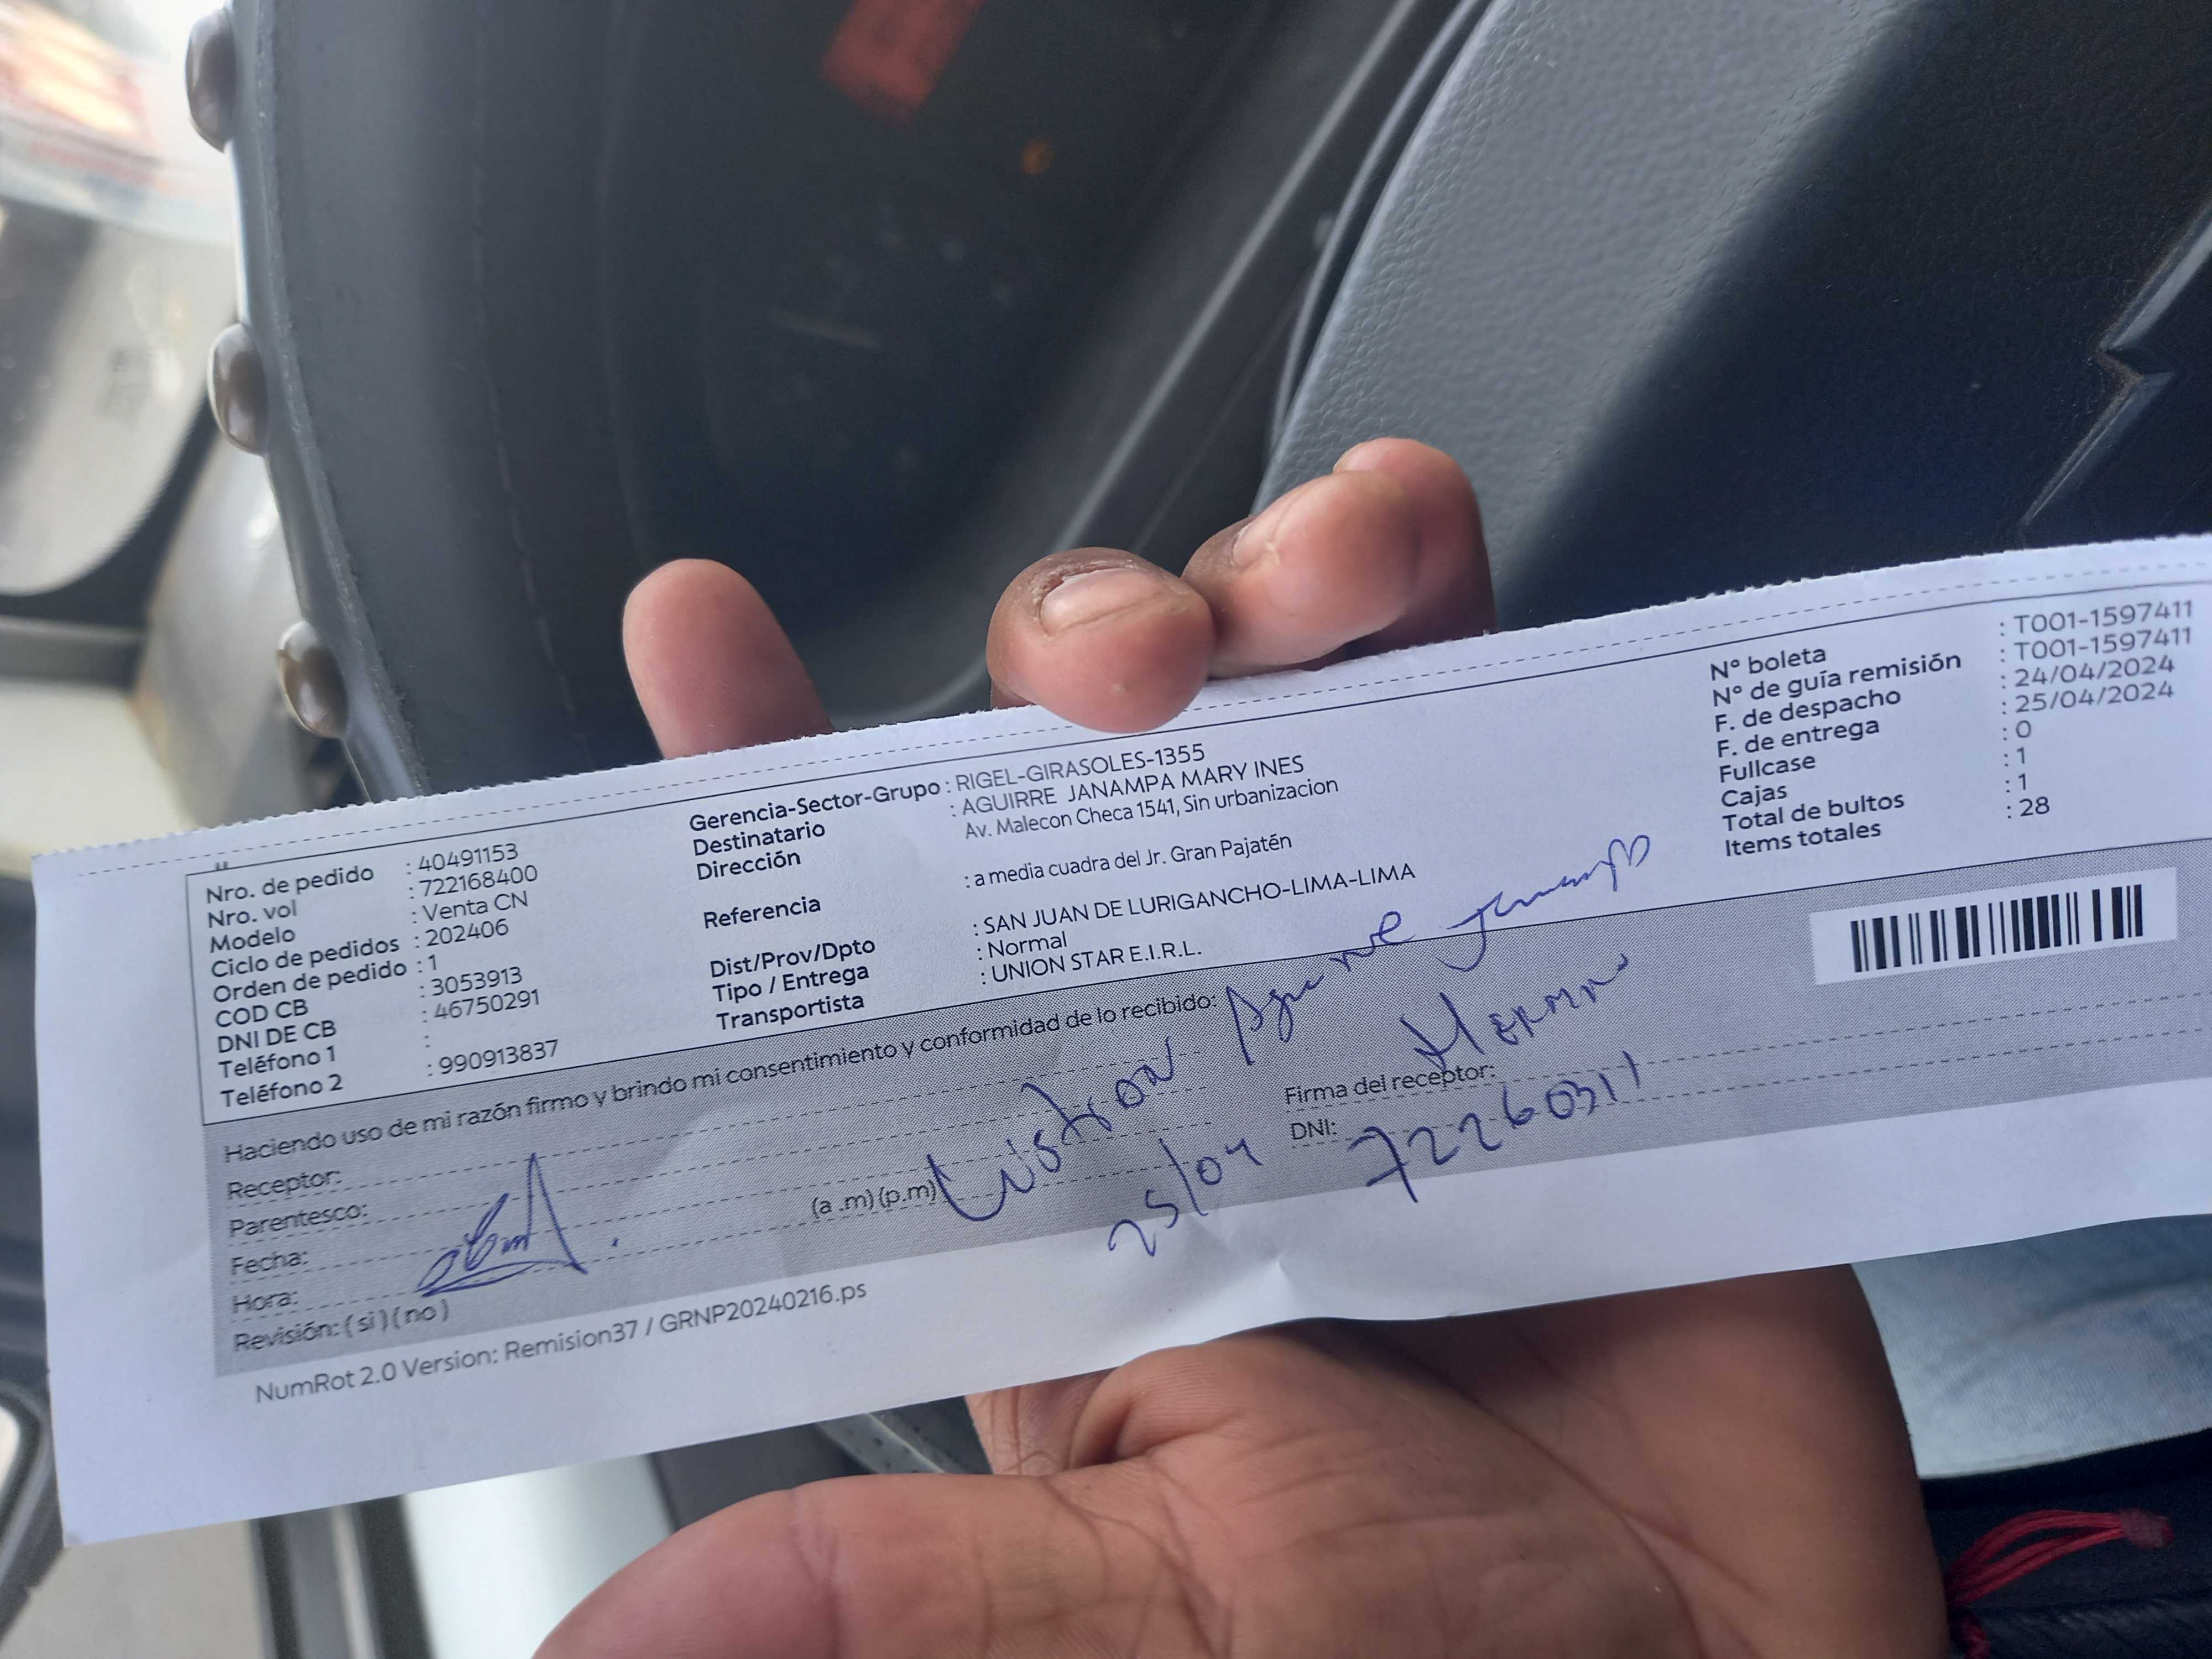 Nro. de pedido : 40491153
Nro. vol : 722168400
Modelo : Venta CN
Ciclo de pedidos : 202406
Orden de pedido : 1
COD CB : 3053913
DNI DE CB : 46750291
Teléfono 1 :
Teléfono 2 : 990913837
Gerencia-Sector-Grupo : RIGEL-GIRASOLES-1355
Destinatario : AGUIRRE JANAMPA MARY INES
Dirección Av. Malecon Checa 1541, Sin urbanizacion
Referencia : a media cuadra del Jr. Gran Pajatén
Dist/Prov/Dpto : SAN JUAN DE LURIGANCHO-LIMA-LIMA
Tipo / Entrega : Normal
Transportista : UNION STAR E.I.R.L.
N° boleta : T001-1597411
N° de guía remisión : T001-1597411
F. de despacho : 24/04/2024
F. de entrega : 25/04/2024
Fullcase : 0
Cajas : 1
Total de bultos : 1
Items totales : 28
Haciendo uso de mi razón firmo y brindo mi consentimiento y conformidad de lo recibido:
Receptor:
Parentesco:
Fecha:
Hora: (a .m) (p.m)
Revisión: ( si ) ( no )
Aguirre
Hermano
25/04
Firma del receptor:
DNI: 72260311
NumRot 2.0 Version: Remision37 / GRNP20240216.ps